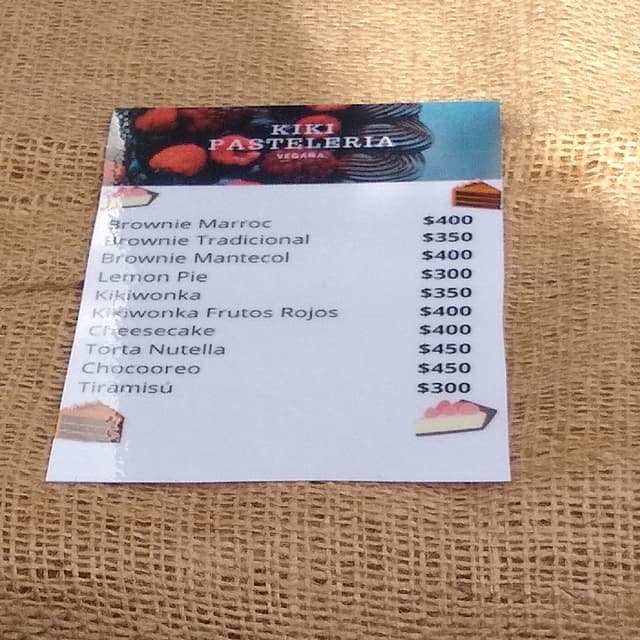 KIKI
PASTELERIA
VEGANA
Brownie Marroc $400
Brownie Tradicional $350
Brownie Mantecol $400
Lemon Pie $300
Kikiwonka $350
Kikiwonka Frutos Rojos $400
Cheesecake $400
Torta Nutella $450
Chocooreo $450
Tiramisú $300